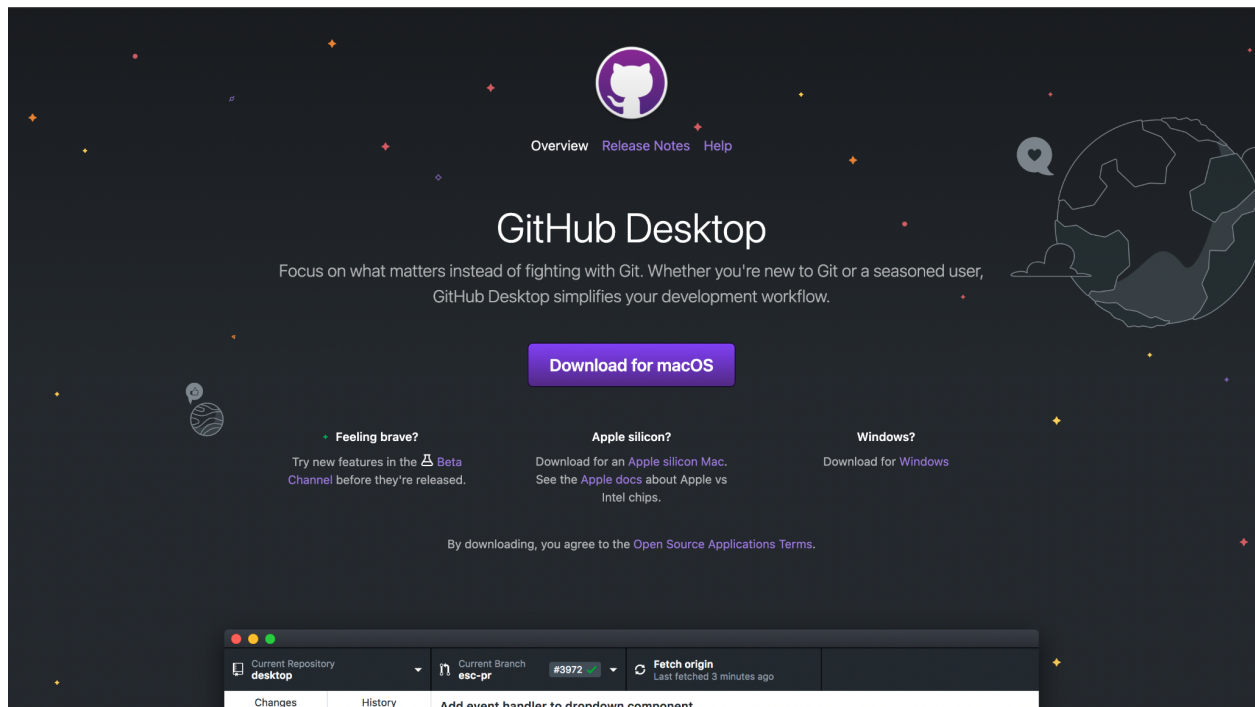 Overview Release Notes Help
GitHub Desktop
Focus on what matters instead of fighting with Git. Whether you're new to Git or a seasoned user,
GitHub Desktop simplifies your development workflow.
Download for macOS
Feeling brave?
Try new features in the Beta
Channel before they're released.
Apple silicon?
Download for an Apple silicon Mac.
See the Apple docs about Apple vs
Intel chips.
Windows?
Download for Windows
By downloading, you agree to the Open Source Applications Terms.
Current Repository
desktop
Current Branch
esc-pr
#3972
Fetch origin
Last fetched 3 minutes ago
Changes
History
Add event handler to dropdown component